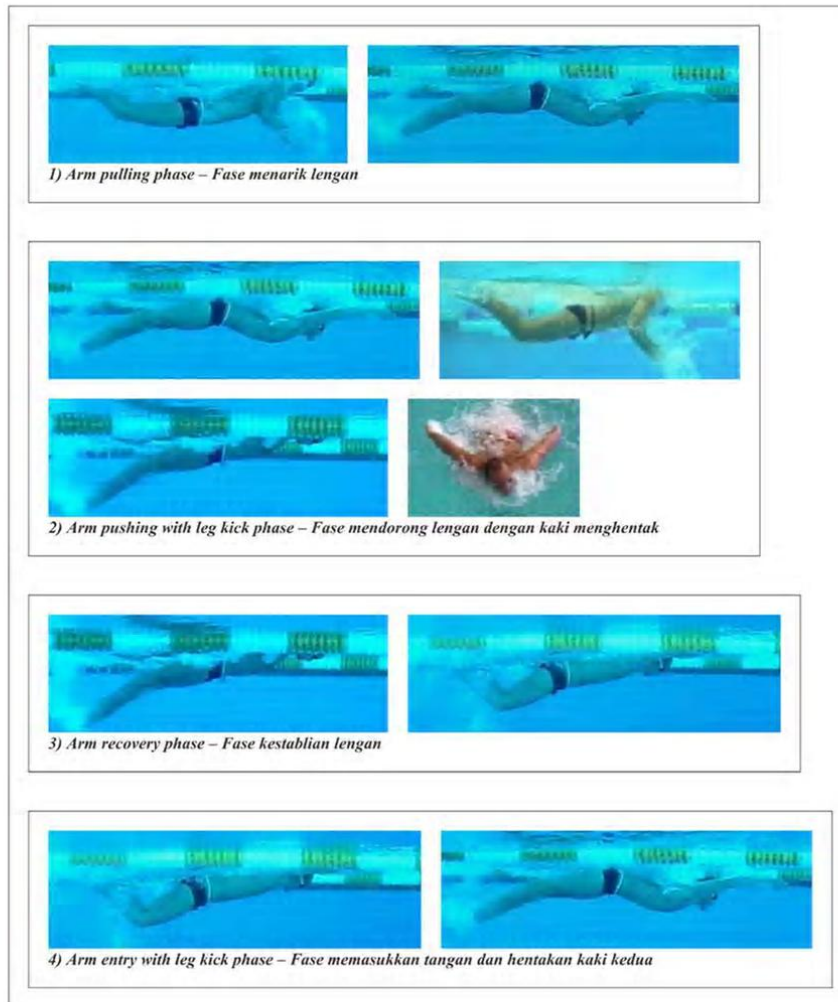 1) Arm pulling phase – Fase menarik lengan
2) Arm pushing with leg kick phase – Fase mendorong lengan dengan kaki menghentak
3) Arm recovery phase – Fase kestablian lengan
4) Arm entry with leg kick phase – Fase memasukkan tangan dan hentakan kaki kedua